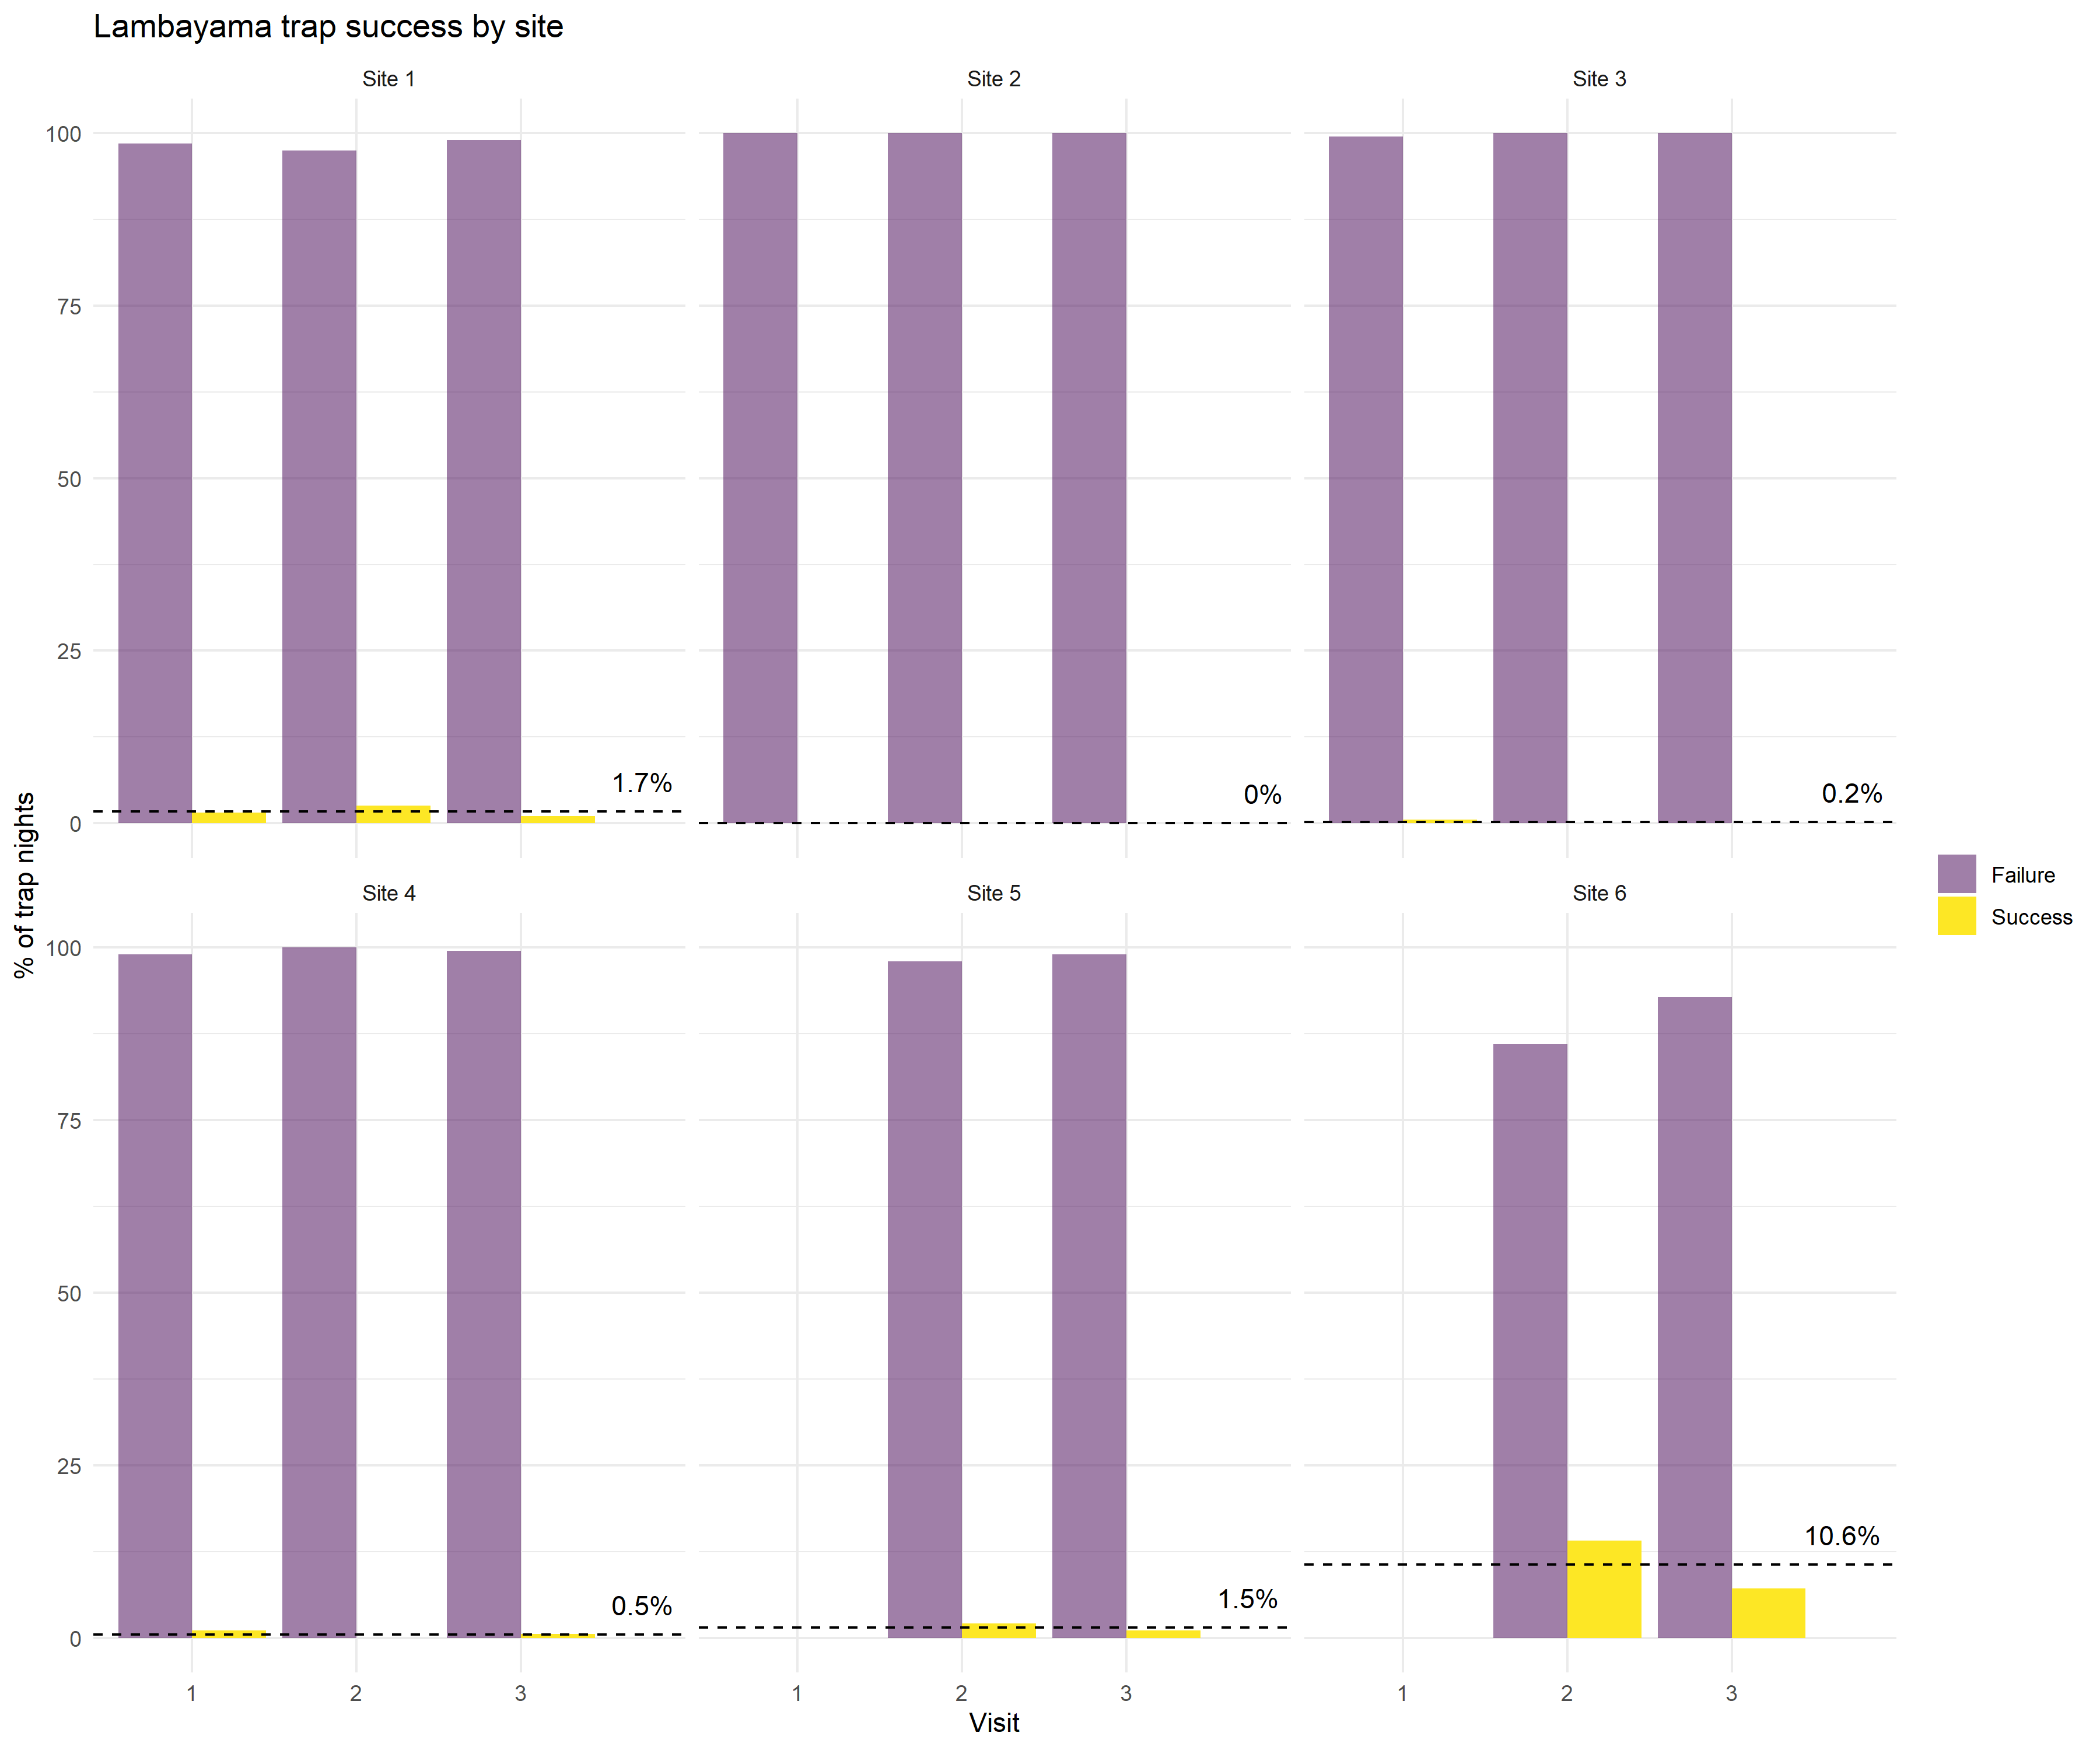 Lambayama trap success by site
Site 1 Site 2 Site 3
100
75
50
25
0
1.7% 0% 0.2%
% of trap nights
Failure
Success
Site 4 Site 5 Site 6
100
75
50
25
0
0.5% 1.5% 10.6%
1 2 3 1 2 3 1 2 3
Visit